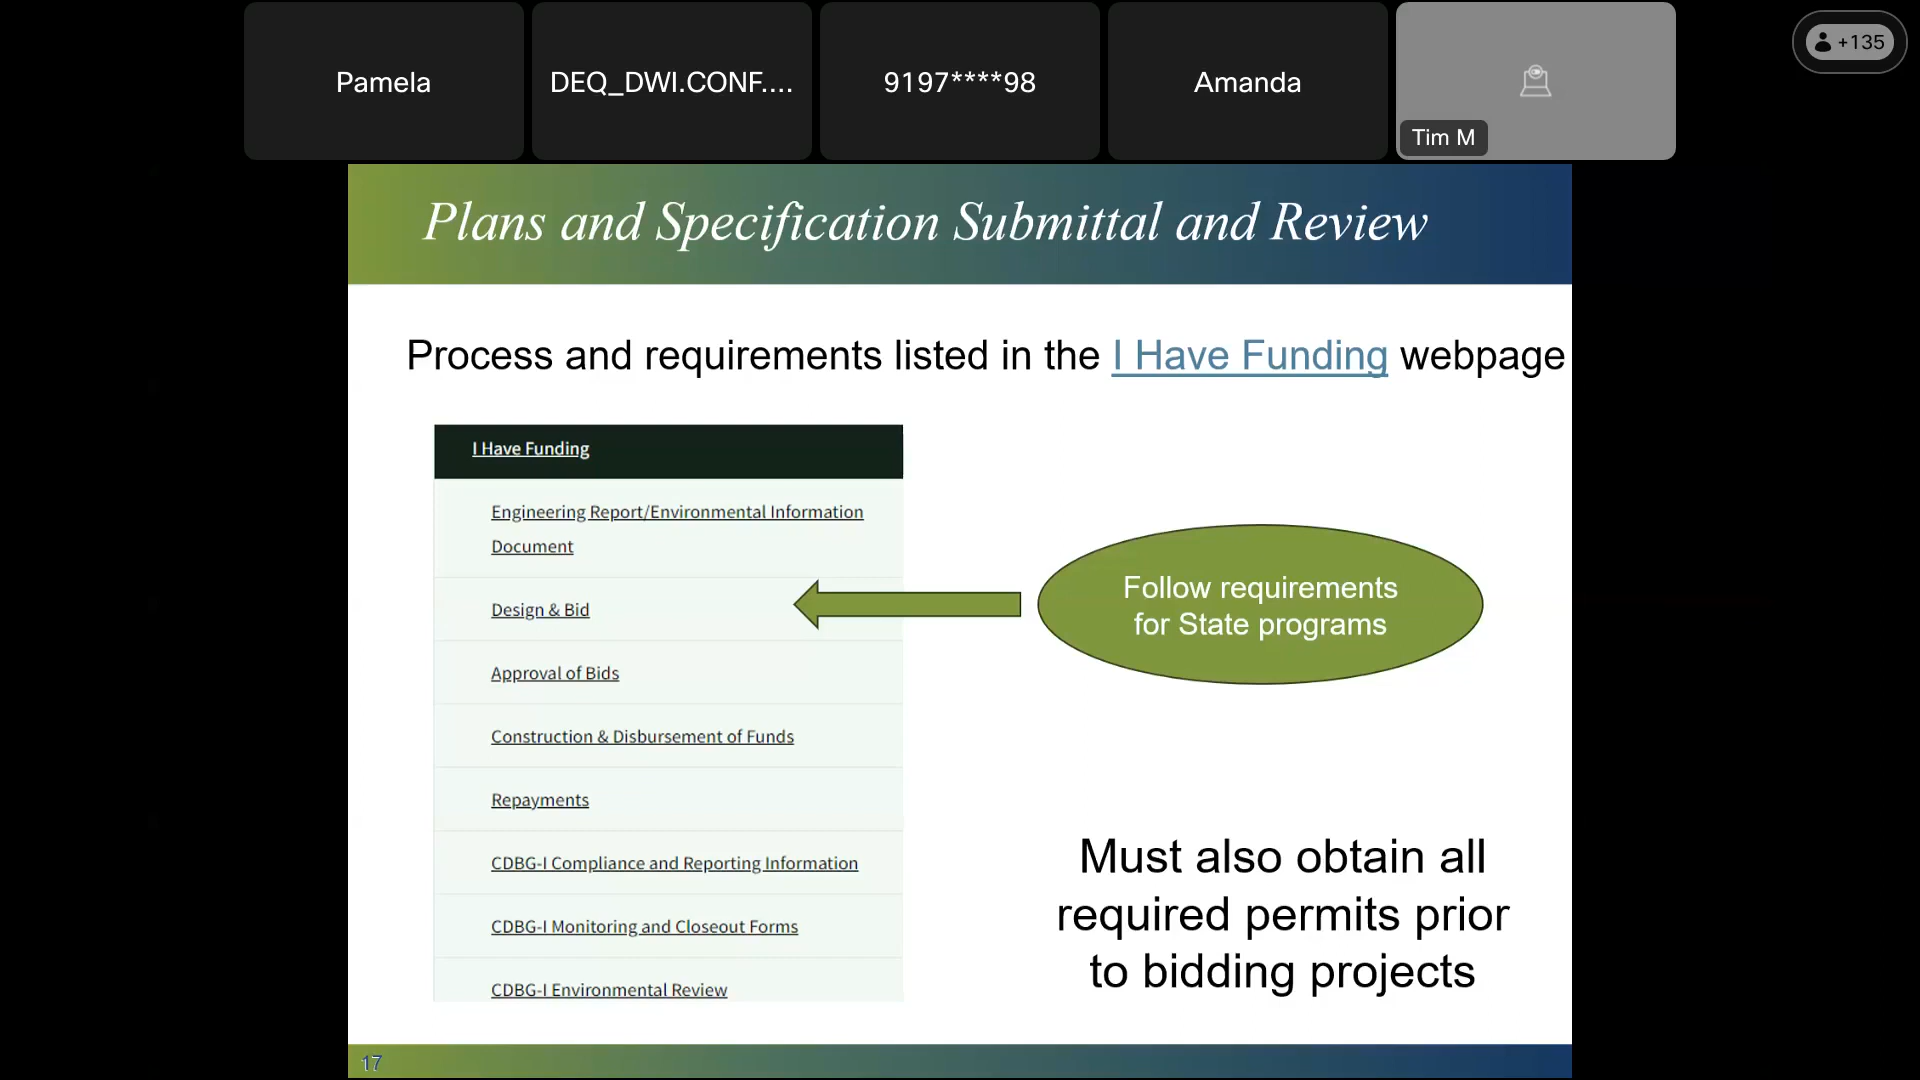 Pamela
DEQ_DWI.CONF....
9197****98
Amanda
Tim M
+135
Plans and Specification Submittal and Review
Process and requirements listed in the I Have Funding webpage
I Have Funding
Engineering Report/Environmental Information
Document
Design & Bid
Approval of Bids
Construction & Disbursement of Funds
Repayments
CDBG-I Compliance and Reporting Information
CDBG-I Monitoring and Closeout Forms
CDBG-I Environmental Review
Follow requirements
for State programs
Must also obtain all
required permits prior
to bidding projects
17